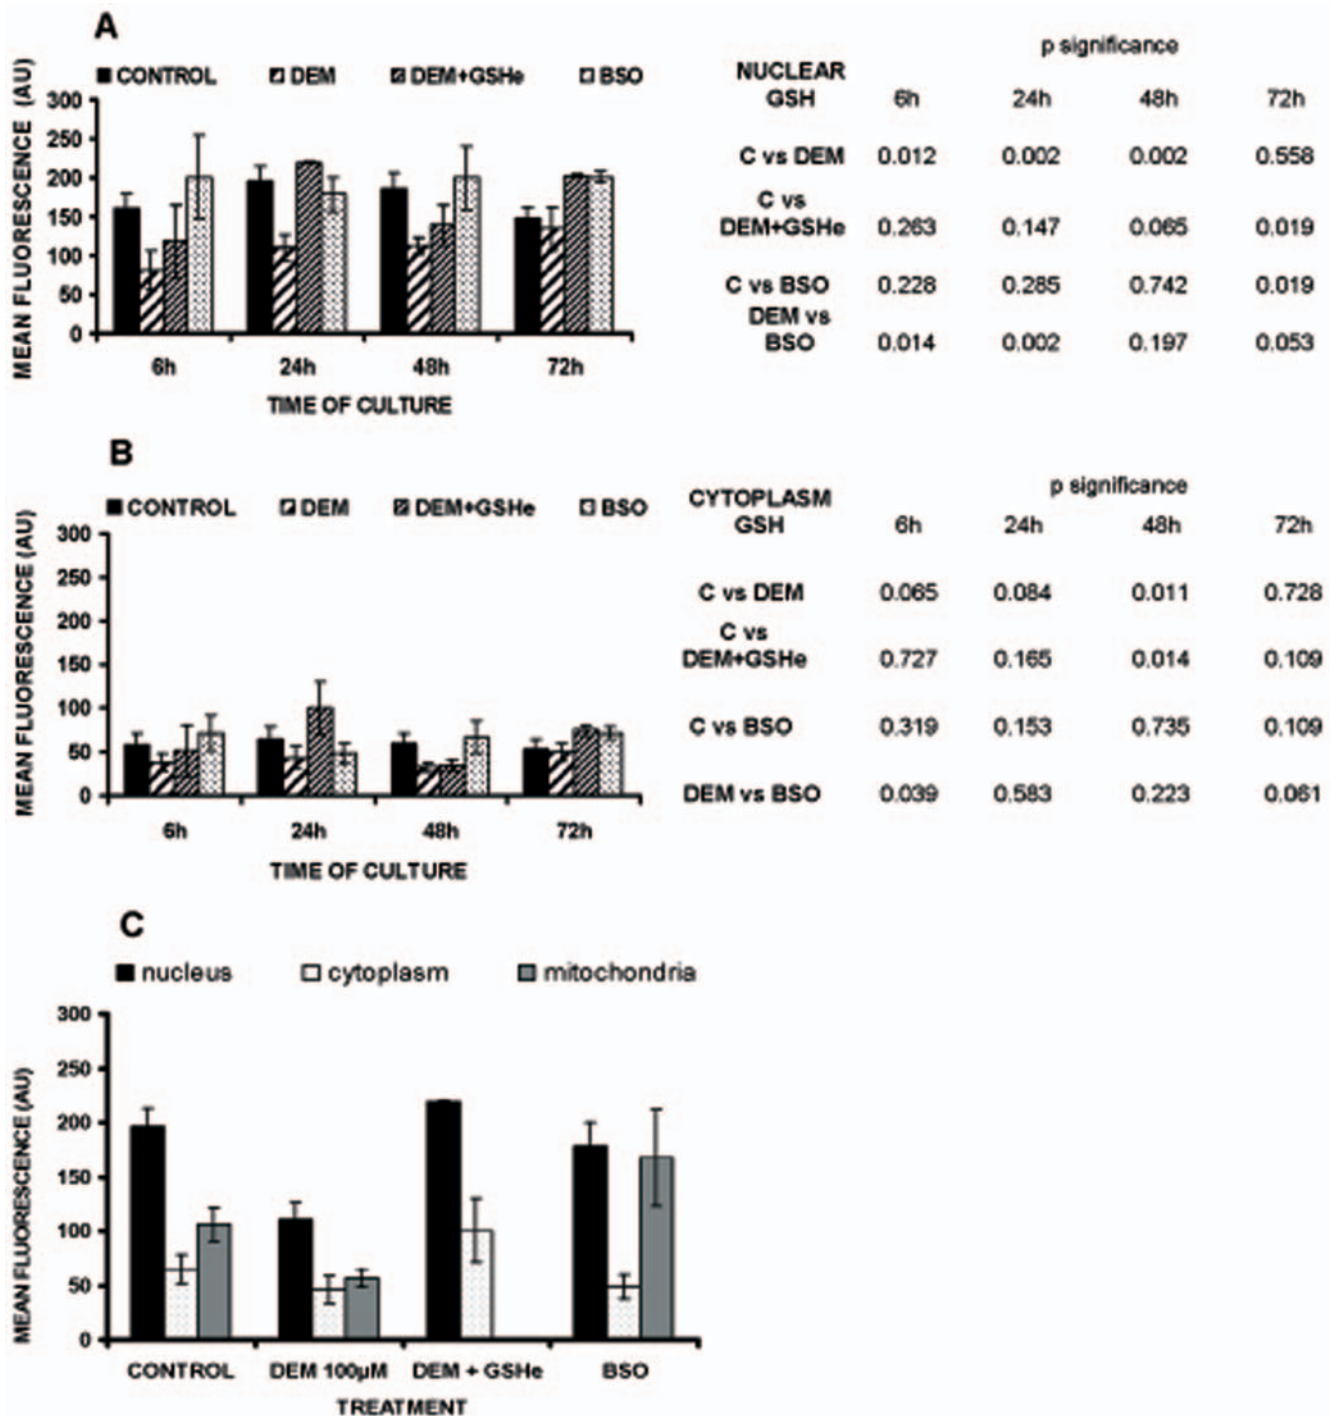 A
CONTROL DEM DEM+GSHe BSO
MEAN FLUORESCENCE (AU)
300
250
200
150
100
50
0
6h 24h 48h 72h
TIME OF CULTURE
p significance
NUCLEAR
GSH 6h 24h 48h 72h
C vs DEM 0.012 0.002 0.002 0.558
C vs
DEM+GSHe 0.263 0.147 0.065 0.019
C vs BSO 0.228 0.285 0.742 0.019
DEM vs
BSO 0.014 0.002 0.197 0.053
B
CONTROL DEM DEM+GSHe BSO
MEAN FLUORESCENCE (AU)
300
250
200
150
100
50
0
6h 24h 48h 72h
TIME OF CULTURE
p significance
CYTOPLASM
GSH 6h 24h 48h 72h
C vs DEM 0.065 0.084 0.011 0.728
C vs
DEM+GSHe 0.727 0.165 0.014 0.109
C vs BSO 0.319 0.153 0.735 0.109
DEM vs BSO 0.039 0.583 0.223 0.061
C
nucleus cytoplasm mitochondria
MEAN FLUORESCENCE (AU)
300
250
200
150
100
50
0
CONTROL DEM 100µM DEM + GSHe BSO
TREATMENT